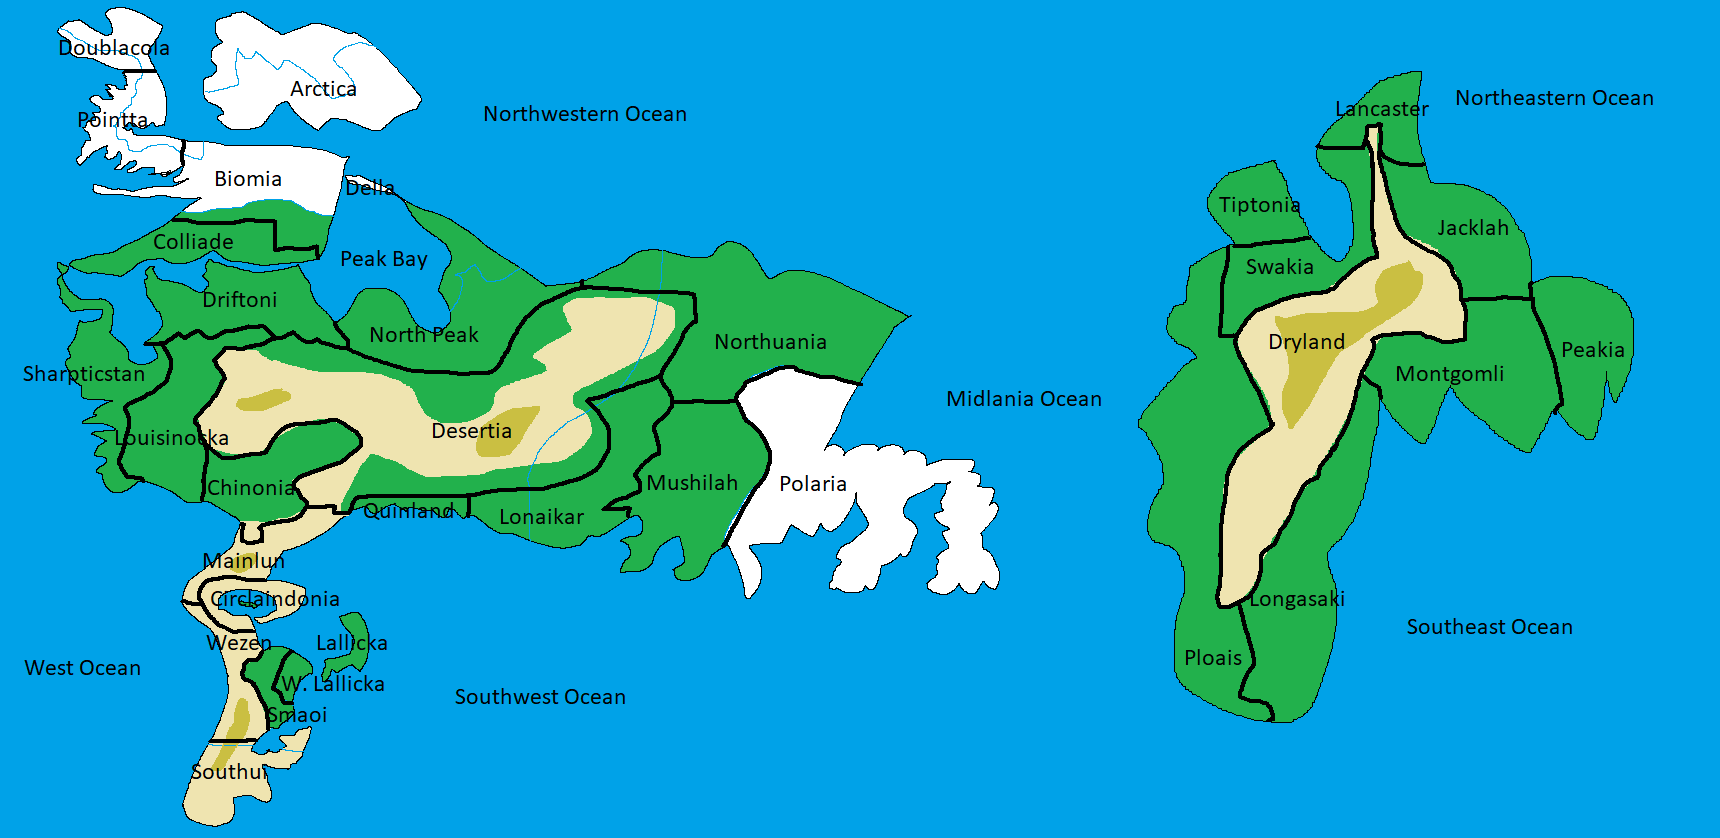 Doublacola
Arctica
Northwestern Ocean
Northeastern Ocean
Lancaster
Pointta
Biomia
Della
Tiptonia
Jacklah
Colliade
Peak Bay
Swakia
Driftoni
North Peak
Northuania
Dryland
Peakia
Sharpticstan
Montgomli
Midlania Ocean
Louisinocka
Desertia
Chinonia
Mushilah
Polaria
Quinland
Lonaikar
Mainlun
Circlaindonia
Longasaki
Wezen
Lallicka
Southeast Ocean
West Ocean
Ploais
W. Lallicka
Southwest Ocean
Smaoi
Southui